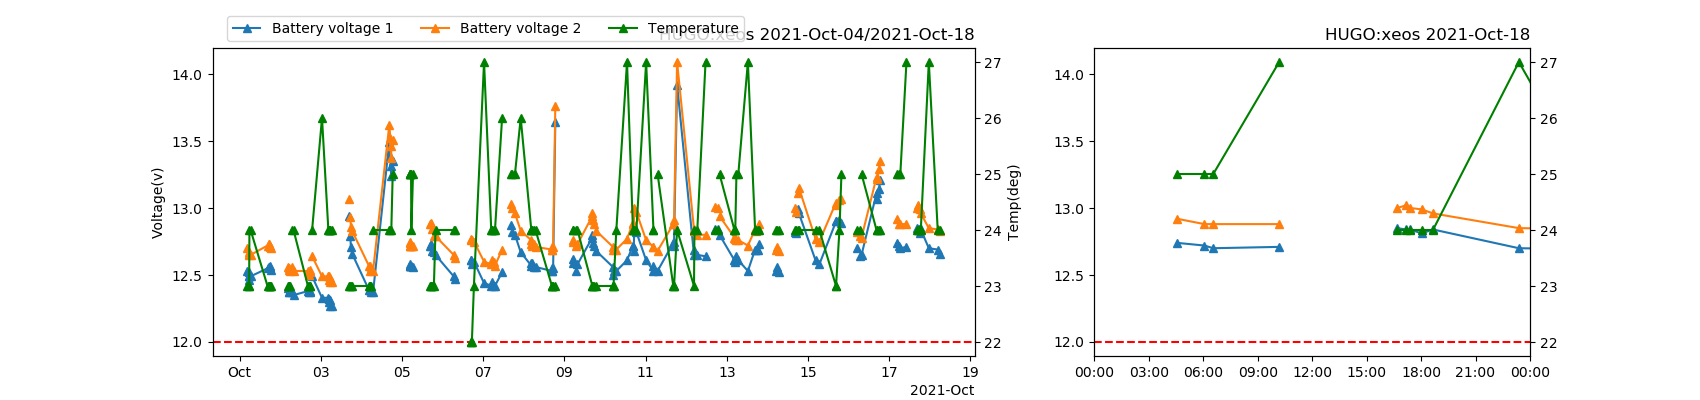 Battery voltage 1 Battery voltage 2 Temperature
HUGO:xeos 2021-Oct-04/2021-Oct-18
HUGO:xeos 2021-Oct-18
Voltage(v)
14.0
13.5
13.0
12.5
12.0
27
26
25
24
23
22
Temp(deg)
Oct 03 05 07 09 11 13 15 17 19
2021-Oct
14.0
13.5
13.0
12.5
12.0
27
26
25
24
23
22
00:00 03:00 06:00 09:00 12:00 15:00 18:00 21:00 00:00